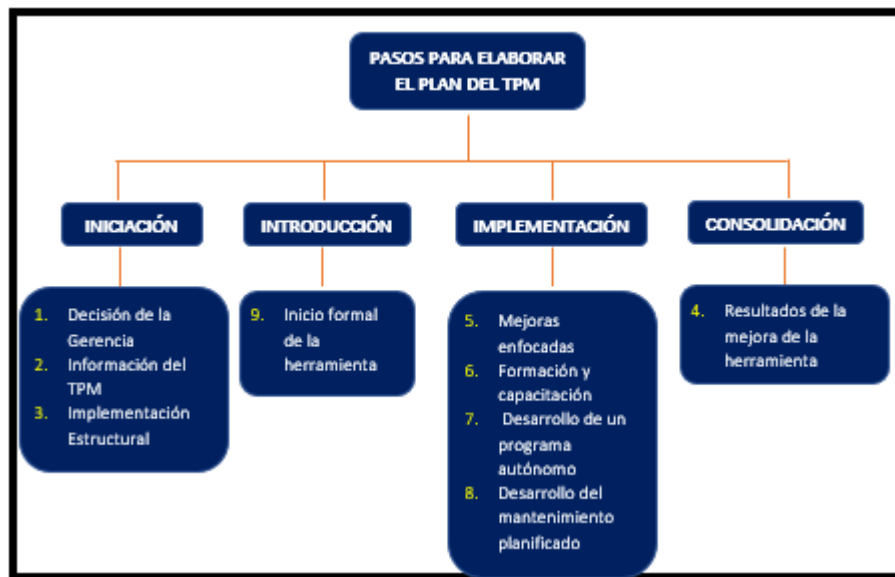 PASOS PARA ELABORAR
EL PLAN DEL TPM
INICIACIÓN
INTRODUCCIÓN
IMPLEMENTACIÓN
CONSOLIDACIÓN
1. Decisión de la
Gerencia
2. Información del
TPM
3. Implementación
Estructural
9. Inicio formal
de la
herramienta
5. Mejoras
enfocadas
6. Formación y
capacitación
7. Desarrollo de un
programa
autónomo
8. Desarrollo del
mantenimiento
planificado
4. Resultados de la
mejora de la
herramienta